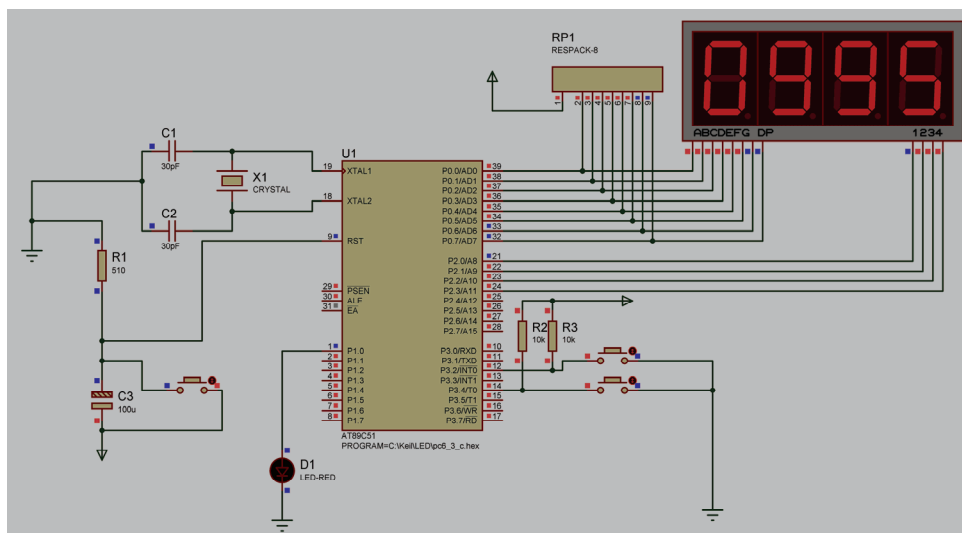 RP1
RESPACK-8
0995
1
2
3
4
5
6
7
8
9
ABCDEFG DP
1234
C1
30pF
X1
CRYSTAL
C2
30pF
R1
510
C3
100u
U1
19
XTAL1
18
XTAL2
9
RST
29
PSEN
30
ALE
31
EA
1
P1.0
2
P1.1
3
P1.2
4
P1.3
5
P1.4
6
P1.5
7
P1.6
8
P1.7
P0.0/AD0
39
P0.1/AD1
38
P0.2/AD2
37
P0.3/AD3
36
P0.4/AD4
35
P0.5/AD5
34
P0.6/AD6
33
P0.7/AD7
32
P2.0/A8
21
P2.1/A9
22
P2.2/A10
23
P2.3/A11
24
P2.4/A12
25
P2.5/A13
26
P2.6/A14
27
P2.7/A15
28
P3.0/RXD
10
P3.1/TXD
11
P3.2/INT0
12
P3.3/INT1
13
P3.4/T0
14
P3.5/T1
15
P3.6/WR
16
P3.7/RD
17
AT89C51
PROGRAM=C:\Keil\LED\pc6_3_c.hex
R2
10k
R3
10k
D1
LED-RED